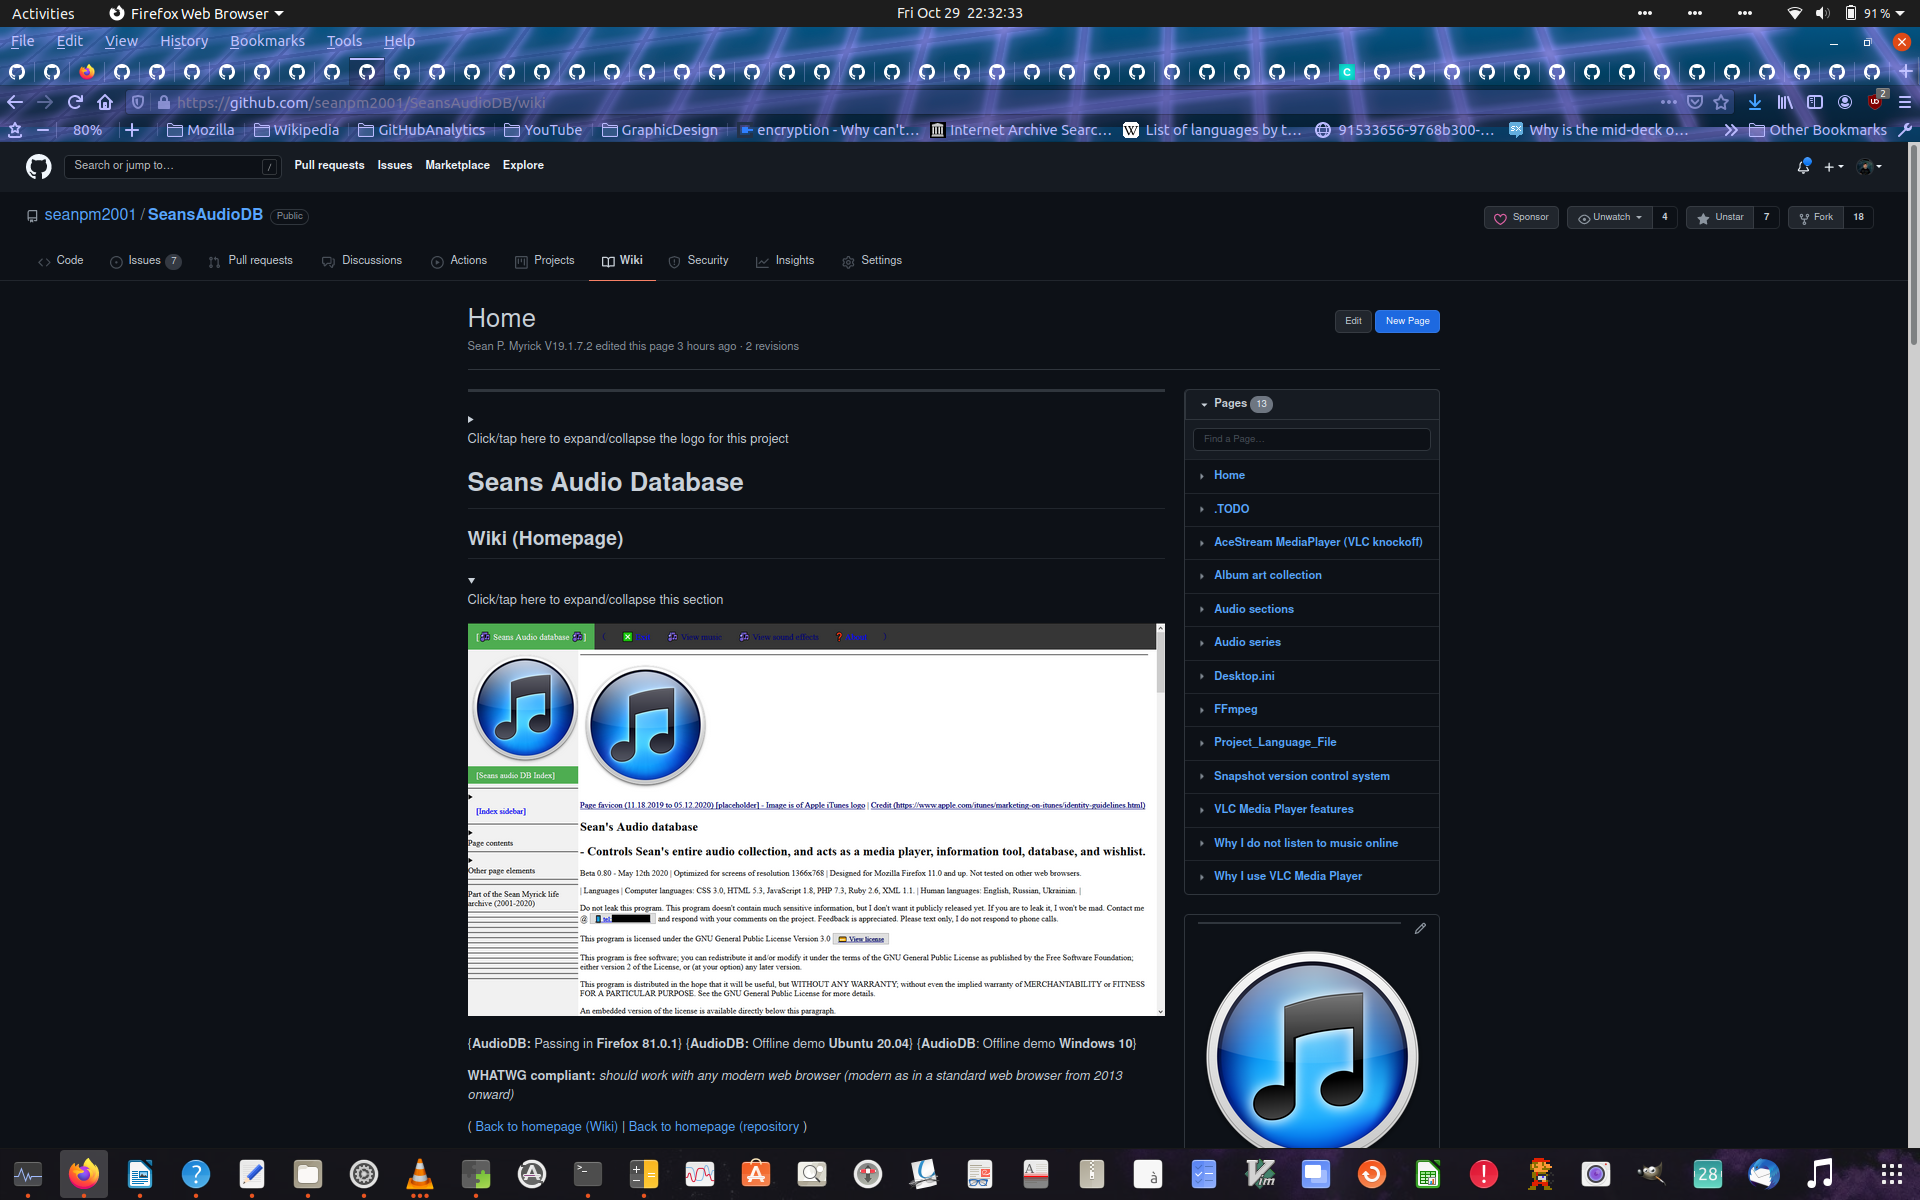 Activities
Firefox Web Browser
Fri Oct 29 22:32:33
91 %
File Edit View History Bookmarks Tools Help
https://github.com/seanpm2001/SeansAudioDB/wiki
2
80%
Mozilla
Wikipedia
GitHubAnalytics
YouTube
GraphicDesign
encryption - Why can't…
Internet Archive Searc…
List of languages by t…
91533656-9768b300-…
Why is the mid-deck o…
Other Bookmarks
Search or jump to…
/
Pull requests
Issues
Marketplace
Explore
seanpm2001 / SeansAudioDB
Public
Sponsor
Unwatch
4
Unstar
7
Fork
18
Code
Issues 7
Pull requests
Discussions
Actions
Projects
Wiki
Security
Insights
Settings
Home
Edit
New Page
Sean P. Myrick V19.1.7.2 edited this page 3 hours ago · 2 revisions
Click/tap here to expand/collapse the logo for this project
Seans Audio Database
Wiki (Homepage)
Click/tap here to expand/collapse this section
[ Seans Audio database ]
( Exit
View music
View sound effects
About )
[Seans audio DB Index]
[Index sidebar]
Page contents
Other page elements
Part of the Sean Myrick life
archive (2001-2020)
Page favicon (11.18.2019 to 05.12.2020) [placeholder] - Image is of Apple iTunes logo | Credit (https://www.apple.com/itunes/marketing-on-itunes/identity-guidelines.html)
Sean's Audio database
- Controls Sean's entire audio collection, and acts as a media player, information tool, database, and wishlist.
Beta 0.80 - May 12th 2020 | Optimized for screens of resolution 1366x768 | Designed for Mozilla Firefox 11.0 and up. Not tested on other web browsers.
| Languages | Computer languages: CSS 3.0, HTML 5.3, JavaScript 1.8, PHP 7.3, Ruby 2.6, XML 1.1. | Human languages: English, Russian, Ukrainian. |
Do not leak this program. This program doesn't contain much sensitive information, but I don't want it publicly released yet. If you are to leak it, I won't be mad. Contact me
@ tel: and respond with your comments on the project. Feedback is appreciated. Please text only, I do not respond to phone calls.
This program is licensed under the GNU General Public License Version 3.0 View license
This program is free software; you can redistribute it and/or modify it under the terms of the GNU General Public License as published by the Free Software Foundation;
either version 2 of the License, or (at your option) any later version.
This program is distributed in the hope that it will be useful, but WITHOUT ANY WARRANTY; without even the implied warranty of MERCHANTABILITY or FITNESS
FOR A PARTICULAR PURPOSE. See the GNU General Public License for more details.
An embedded version of the license is available directly below this paragraph.
{AudioDB: Passing in Firefox 81.0.1} {AudioDB: Offline demo Ubuntu 20.04} {AudioDB: Offline demo Windows 10}
WHATWG compliant: should work with any modern web browser (modern as in a standard web browser from 2013
onward)
( Back to homepage (Wiki) | Back to homepage (repository )
Pages 13
Find a Page…
Home
.TODO
AceStream MediaPlayer (VLC knockoff)
Album art collection
Audio sections
Audio series
Desktop.ini
FFmpeg
Project_Language_File
Snapshot version control system
VLC Media Player features
Why I do not listen to music online
Why I use VLC Media Player
28